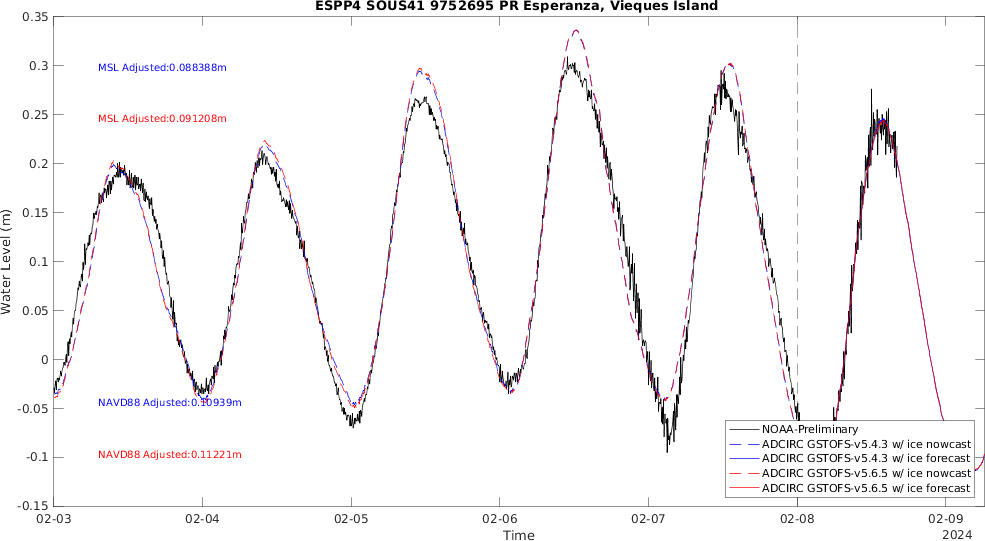 ESPP4 SOUS41 9752695 PR Esperanza, Vieques Island
0.35
0.3
0.25
0.2
0.15
0.1
0.05
0
-0.05
-0.1
-0.15
Water Level (m)
MSL Adjusted:0.088388m
MSL Adjusted:0.091208m
NAVD88 Adjusted:0.10939m
NAVD88 Adjusted:0.11221m
NOAA-Preliminary
ADCIRC GSTOFS-v5.4.3 w/ ice nowcast
ADCIRC GSTOFS-v5.4.3 w/ ice forecast
ADCIRC GSTOFS-v5.6.5 w/ ice nowcast
ADCIRC GSTOFS-v5.6.5 w/ ice forecast
02-03 02-04 02-05 02-06 02-07 02-08 02-09
Time
2024